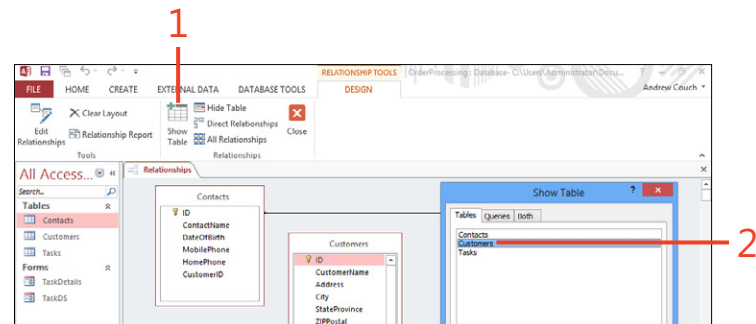 1
RELATIONSHIP TOOLS OrderProcessing : Database- C:\Users\Administrator\Docu... ?
FILE HOME CREATE EXTERNAL DATA DATABASE TOOLS DESIGN Andrew Couch
Edit Relationships
Clear Layout
Relationship Report
Tools
Show Table
Hide Table
Direct Relationships
All Relationships
Close
Relationships
All Access...
Search...
Tables
Contacts
Customers
Tasks
Forms
TaskDetails
TaskDS
Relationships
Contacts
ID
ContactName
DateOfBirth
MobilePhone
HomePhone
CustomerID
Customers
ID
CustomerName
Address
City
StateProvince
ZIPPostal
Show Table ?
Tables Queries Both
Contacts
Customers
Tasks
2